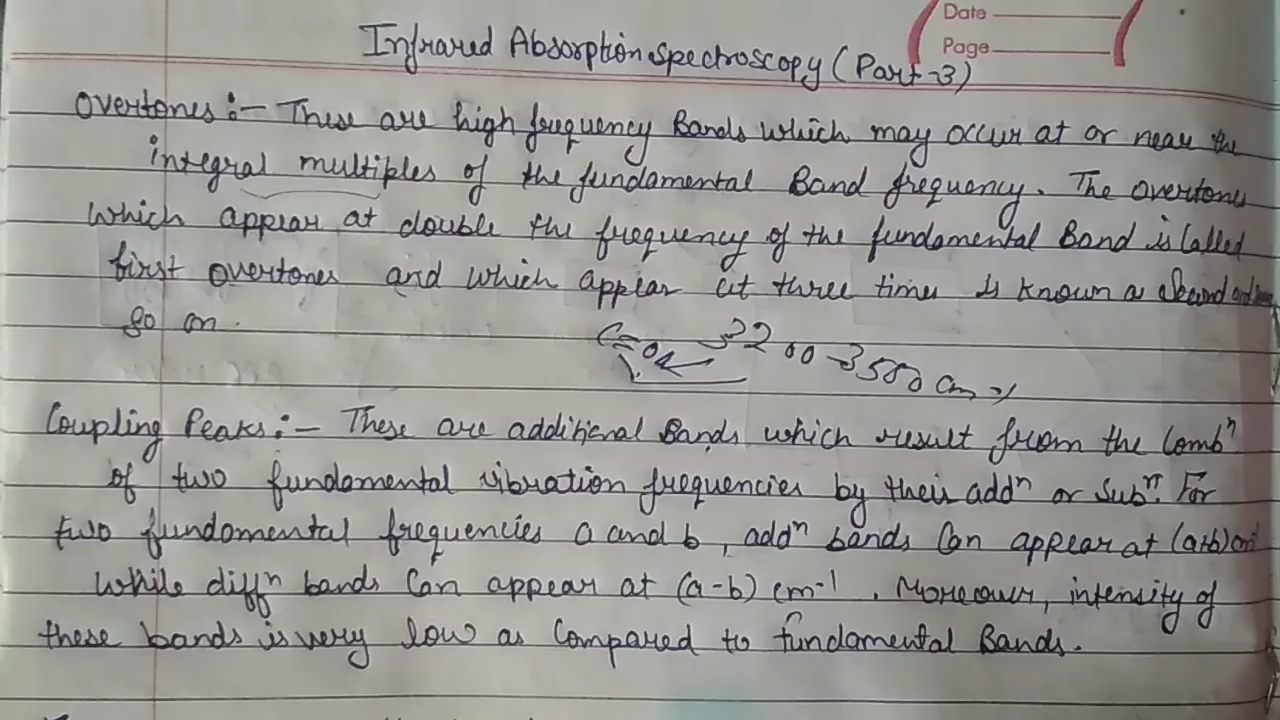 Date
Page
Infrared Absorption Spectroscopy (Part-3)
Overtones :- These are high frequency Bands which may occur at or near the
integral multiples of the fundamental Band frequency. The overtones
which appear at double the frequency of the fundamental Band is called
first overtones and which appear at three times is known a Second and
so on.
C=O 3200-3500 cm-1
Coupling Peaks :- These are additional Bands which result from the Combⁿ
of two fundamental vibration frequencies by their addⁿ or Subⁿ. For
two fundamental frequencies a and b, addⁿ bands Can appear at (a+b) cm
while diffⁿ bands Can appear at (a-b) cm-1. Moreover, intensity of
these bands is very low as Compared to fundamental Bands.